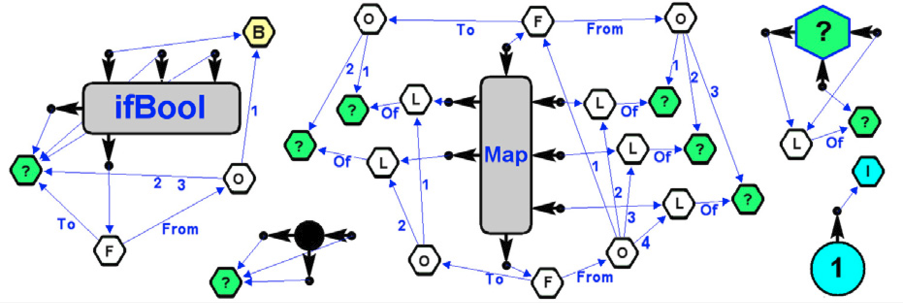 B
ifBool
?
1
2 3
O
To
From
F
?
O
To
F
From
O
2 1
1 2 3
?
Of
L
L
Of
?
?
Of
L
Map
L
Of
?
1 2 3 4
L
Of
?
1
2
O
To
F
From
O
?
?
L
Of
I
1